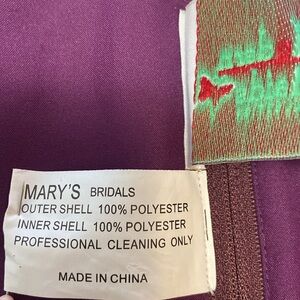 MARY'S BRIDALS
OUTER SHELL 100% POLYESTER
INNER SHELL 100% POLYESTER
PROFESSIONAL CLEANING ONLY
MADE IN CHINA